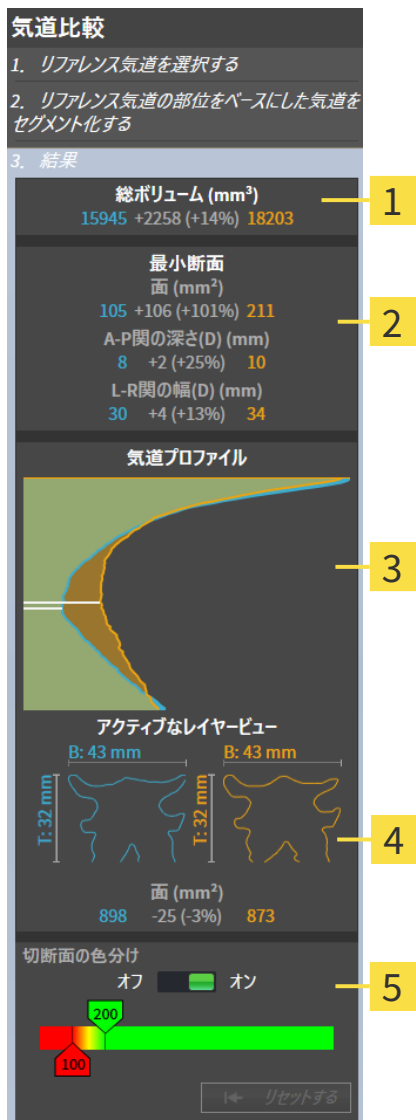 気道比較
1. リファレンス気道を選択する
2. リファレンス気道の部位をベースにした気道を
セグメント化する
3. 結果
総ボリューム (mm³)
15945 +2258 (+14%) 18203
1
最小断面
面 (mm²)
105 +106 (+101%) 211
2
A-P関の深さ(D) (mm)
8 +2 (+25%) 10
L-R関の幅(D) (mm)
30 +4 (+13%) 34
気道プロファイル
3
アクティブなレイヤービュー
B: 43 mm B: 43 mm
T: 32 mm T: 32 mm
4
面 (mm²)
898 -25 (-3%) 873
切断面の色分け
オフ オン
5
200
100
リセットする